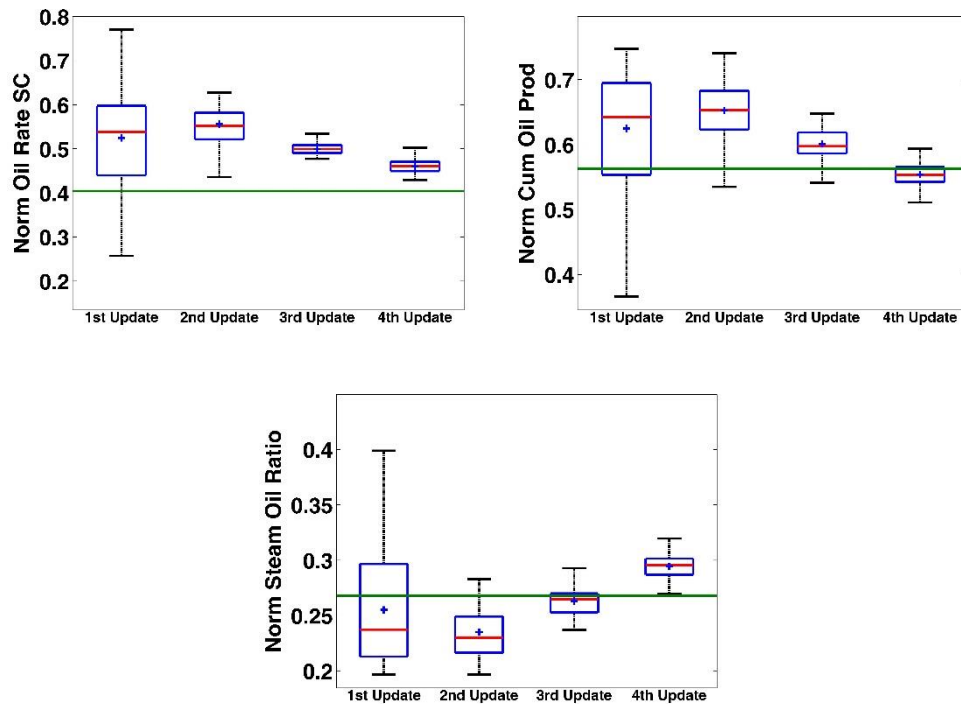 Norm Oil Rate SC
0.8
0.7
0.6
0.5
0.4
0.3
0.2
1st Update 2nd Update 3rd Update 4th Update
Norm Cum Oil Prod
0.7
0.6
0.5
0.4
1st Update 2nd Update 3rd Update 4th Update
Norm Steam Oil Ratio
0.4
0.35
0.3
0.25
0.2
1st Update 2nd Update 3rd Update 4th Update